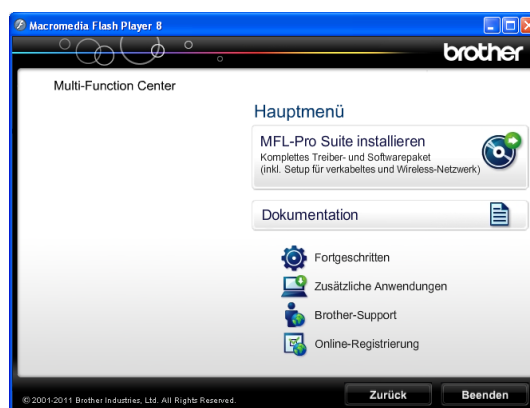 Macromedia Flash Player 8
brother
Multi-Function Center
Hauptmenü
MFL-Pro Suite installieren
Komplettes Treiber- und Softwarepaket
(inkl. Setup für verkabeltes und Wireless-Netzwerk)
Dokumentation
Fortgeschritten
Zusätzliche Anwendungen
Brother-Support
Online-Registrierung
© 2001-2011 Brother Industries, Ltd. All Rights Reserved.
Zurück
Beenden